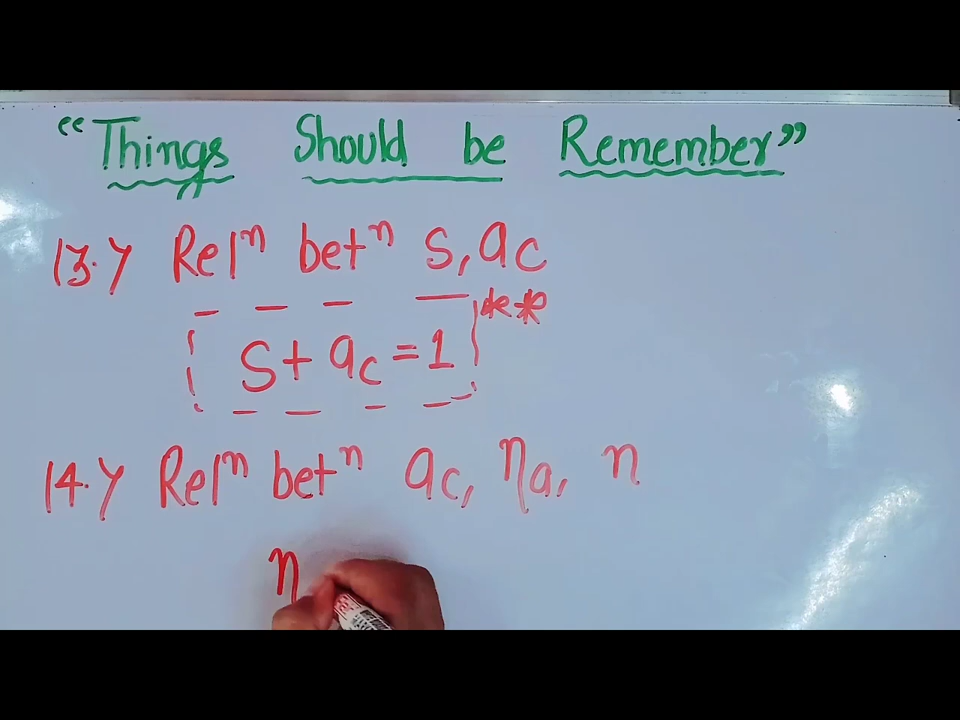 “Things Should be Remember”
13.) Relⁿ betⁿ S, ac
S + ac = 1 **
14.) Relⁿ betⁿ ac, ηa, n
η